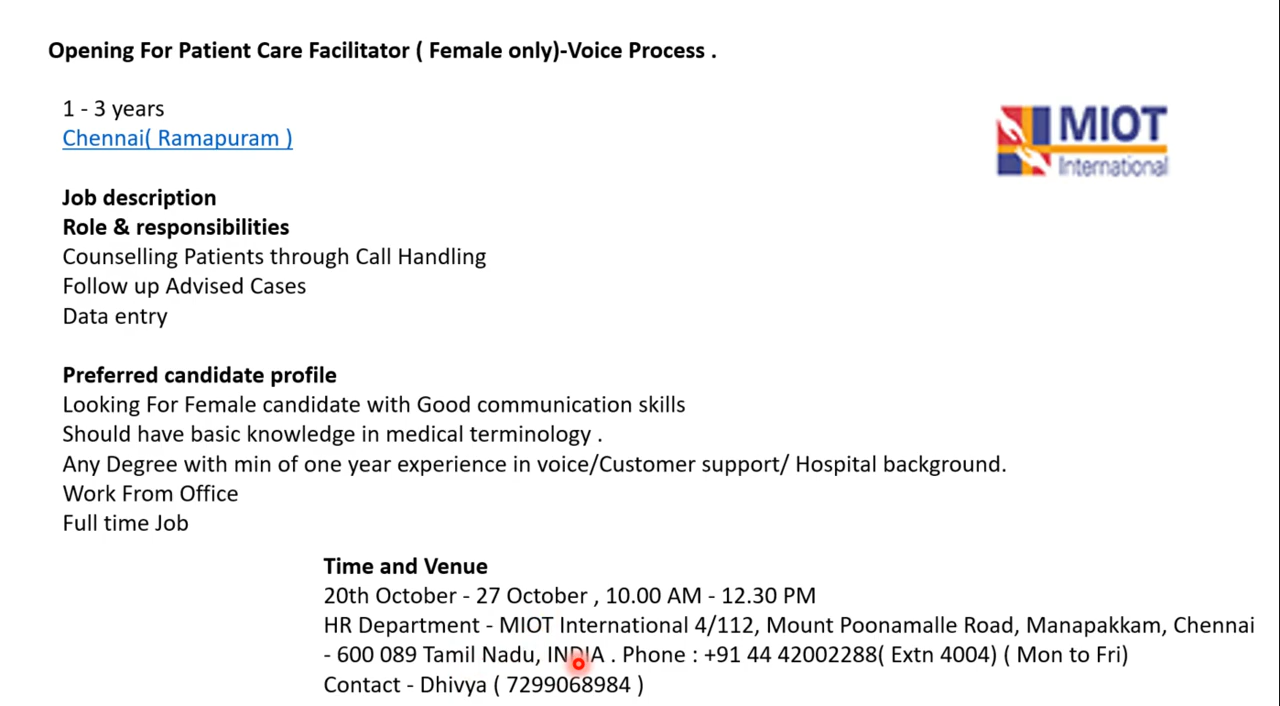 Opening For Patient Care Facilitator ( Female only)-Voice Process .
1 - 3 years
Chennai( Ramapuram )
MIOT
International
Job description
Role & responsibilities
Counselling Patients through Call Handling
Follow up Advised Cases
Data entry
Preferred candidate profile
Looking For Female candidate with Good communication skills
Should have basic knowledge in medical terminology .
Any Degree with min of one year experience in voice/Customer support/ Hospital background.
Work From Office
Full time Job
Time and Venue
20th October - 27 October , 10.00 AM - 12.30 PM
HR Department - MIOT International 4/112, Mount Poonamalle Road, Manapakkam, Chennai
- 600 089 Tamil Nadu, INDIA . Phone : +91 44 42002288( Extn 4004) ( Mon to Fri)
Contact - Dhivya ( 7299068984 )